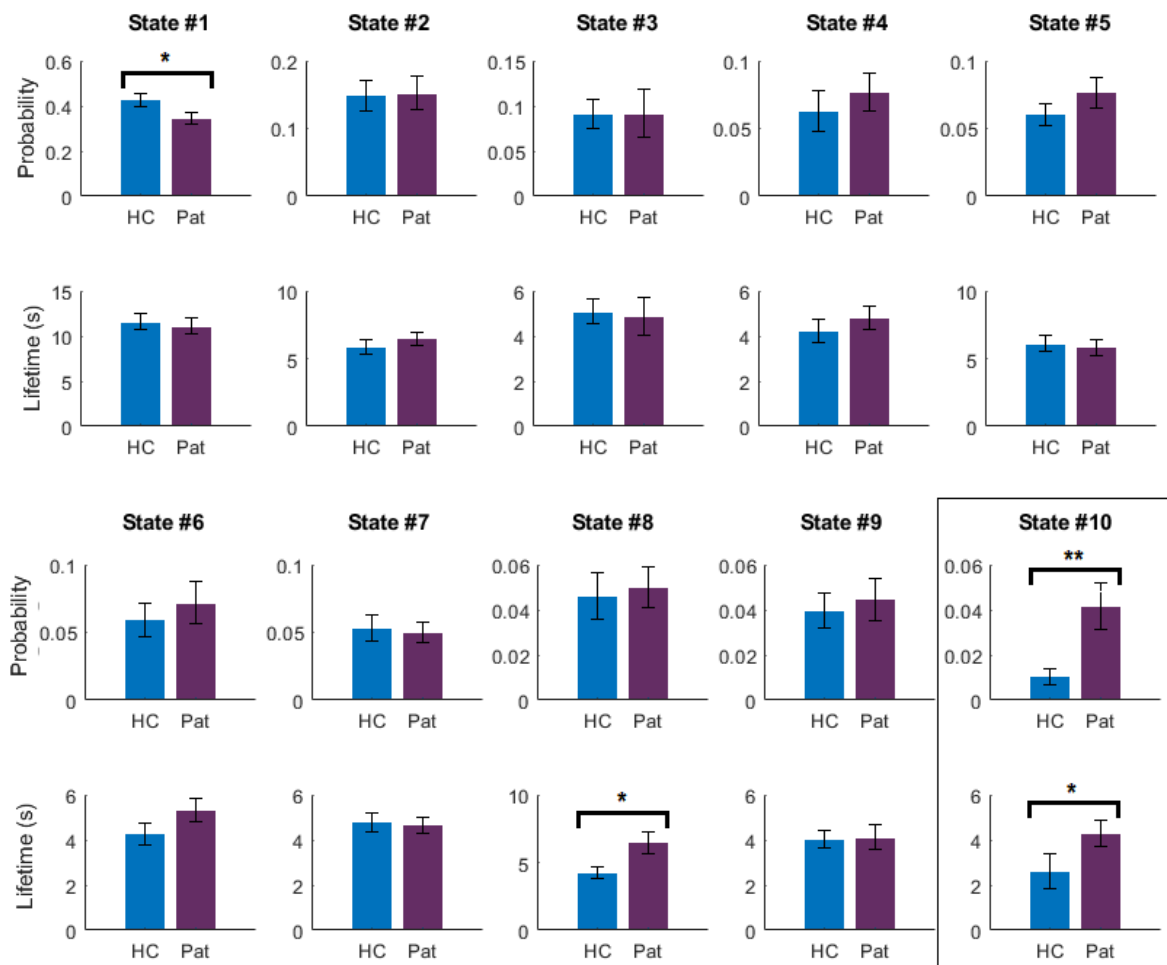 State #1 State #2 State #3 State #4 State #5
*
Probability
0.6 0.4 0.2 0
HC Pat
0.2 0.1 0
HC Pat
0.15 0.1 0.05 0
HC Pat
0.1 0.05 0
HC Pat
0.1 0.05 0
HC Pat
Lifetime (s)
15 10 5 0
HC Pat
10 5 0
HC Pat
6 4 2 0
HC Pat
6 4 2 0
HC Pat
10 5 0
HC Pat
State #6 State #7 State #8 State #9 State #10
**
Probability
0.1 0.05 0
HC Pat
0.1 0.05 0
HC Pat
0.06 0.04 0.02 0
HC Pat
0.06 0.04 0.02 0
HC Pat
0.06 0.04 0.02 0
HC Pat
Lifetime (s)
6 4 2 0
HC Pat
6 4 2 0
HC Pat
*
10 5 0
HC Pat
6 4 2 0
HC Pat
*
6 4 2 0
HC Pat